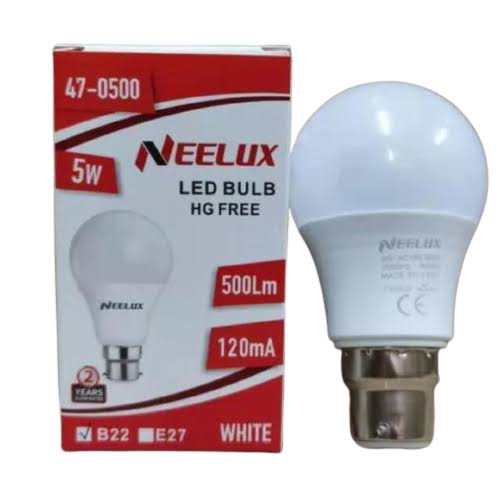 47-0500
NEELUX
5W
LED BULB
HG FREE
500Lm
NEELUX
120mA
2
YEARS
B22 E27
WHITE
NEELUX
CE